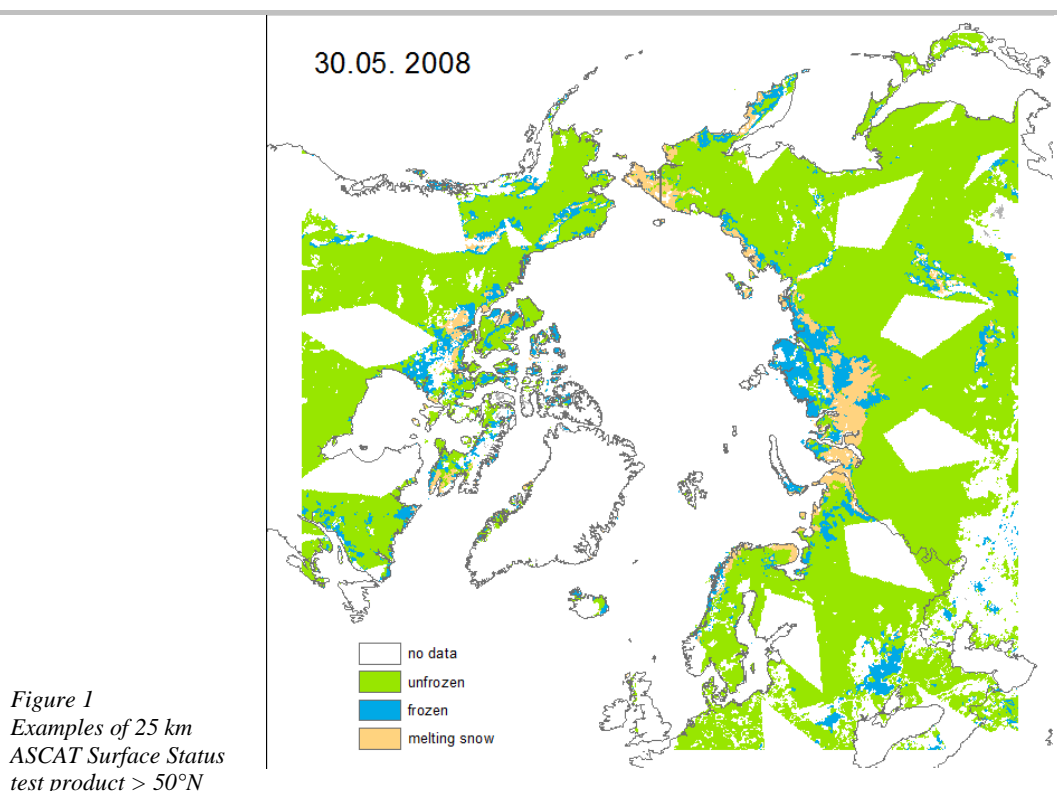 30.05. 2008
no data
unfrozen
frozen
melting snow
Figure 1
Examples of 25 km
ASCAT Surface Status
test product > 50°N